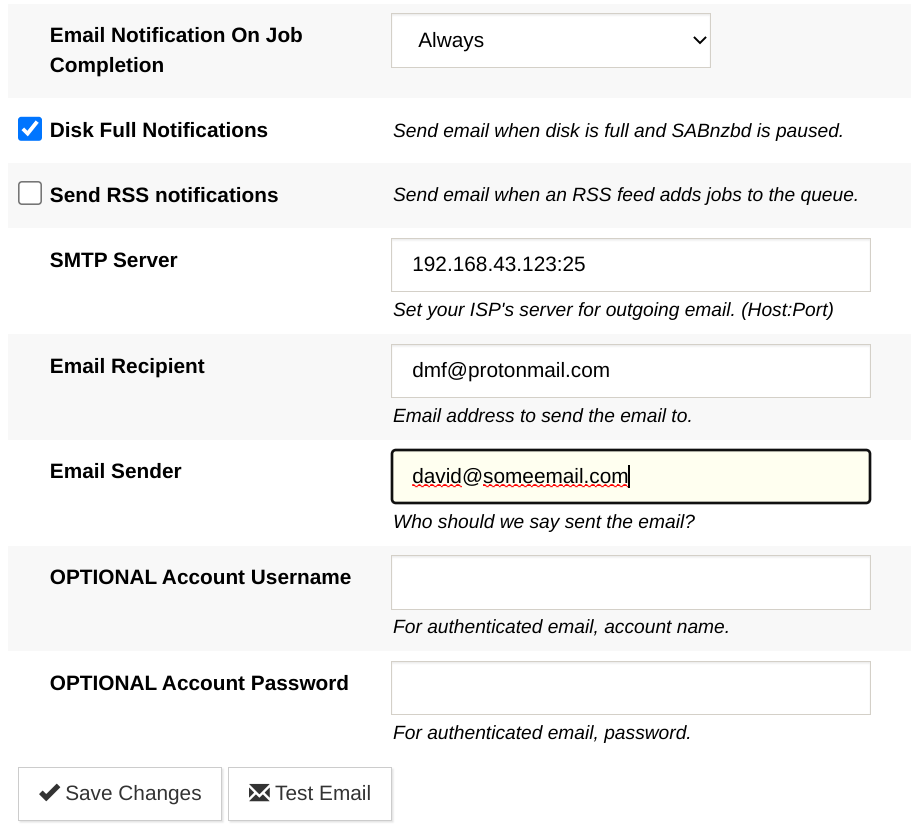 Email Notification On Job
Completion
Always
Disk Full Notifications
Send email when disk is full and SABnzbd is paused.
Send RSS notifications
Send email when an RSS feed adds jobs to the queue.
SMTP Server
192.168.43.123:25
Set your ISP's server for outgoing email. (Host:Port)
Email Recipient
dmf@protonmail.com
Email address to send the email to.
Email Sender
david@someemail.com
Who should we say sent the email?
OPTIONAL Account Username
For authenticated email, account name.
OPTIONAL Account Password
For authenticated email, password.
Save Changes
Test Email